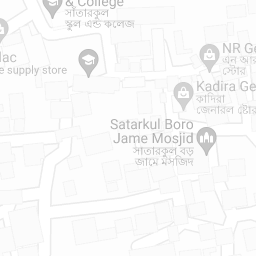 & College
সাতারকুল
স্কুল এন্ড কলেজ
NR Ge
এন আর
স্টোর
e supply store
Kadira Ge
কাদিরা
জেনারেল স্টোর
Satarkul Boro
Jame Mosjid
সাতারকুল বড়
জামে মসজিদ